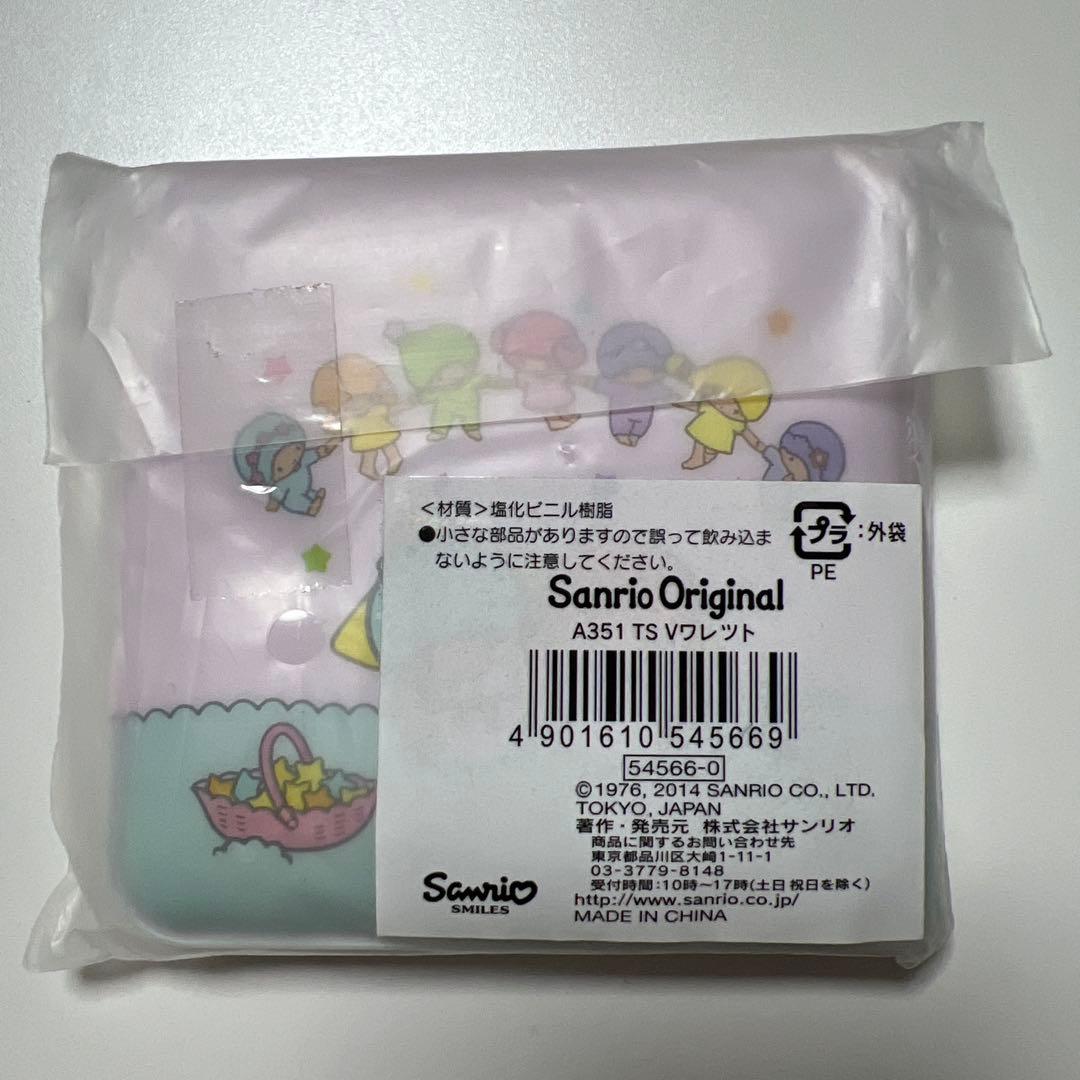 <材質>塩化ビニル樹脂
●小さな部品がありますので誤って飲み込ま
ないように注意してください。
プラ:外袋
PE
Sanrio Original
A351 TS Vワレツト
4 901610 545669
54566-0
©1976, 2014 SANRIO CO., LTD.
TOKYO, JAPAN
著作・発売元 株式会社サンリオ
商品に関するお問い合わせ先
東京都品川区大崎1-11-1
03-3779-8148
受付時間:10時〜17時(土日祝日を除く)
http://www.sanrio.co.jp/
MADE IN CHINA
Sanrio
SMILES